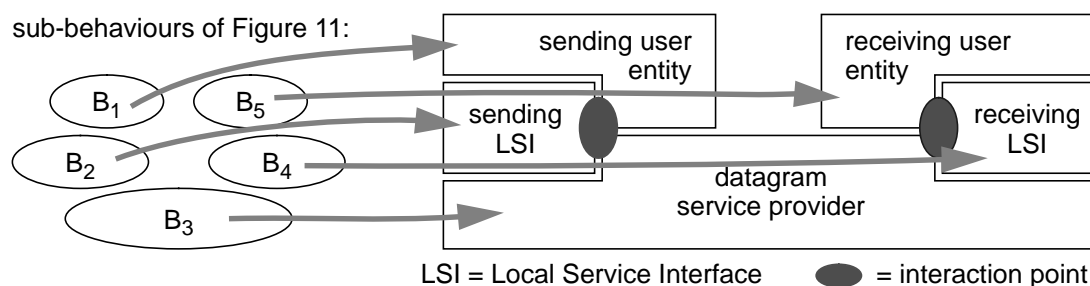 sub-behaviours of Figure 11:
sending user
entity
receiving user
entity
B1
B5
sending
LSI
receiving
LSI
B2
B4
datagram
service provider
B3
LSI = Local Service Interface
= interaction point